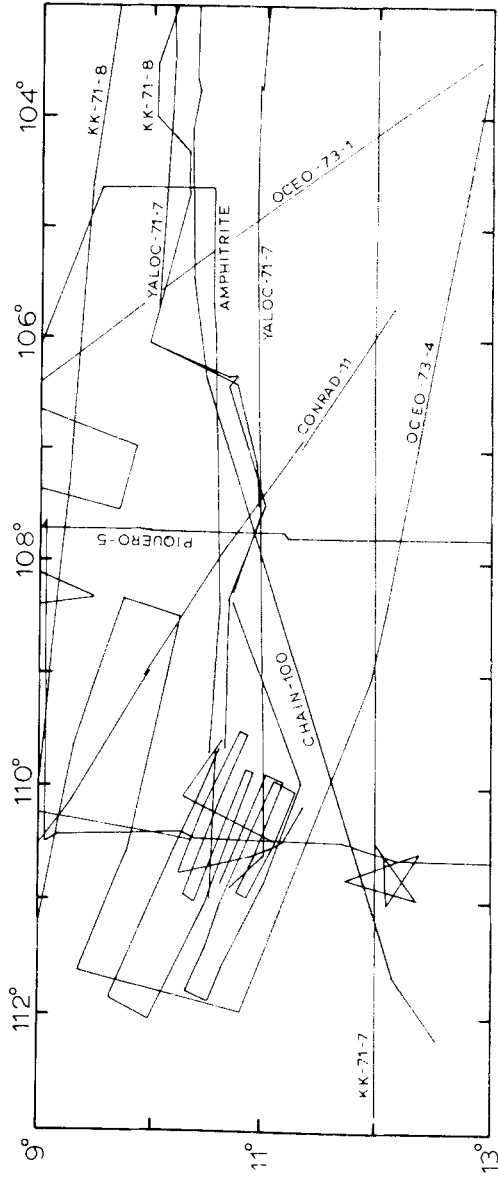 9°
11°
13°
112°
110°
108°
106°
104°
KK-71-8
KK-71-8
YALOC-71-7
AMPHITRITE
YALOC-71-7
OCEO-73-1
CONRAD-11
OCEO-73-4
PIQUERO-5
CHAIN-100
KK-71-7